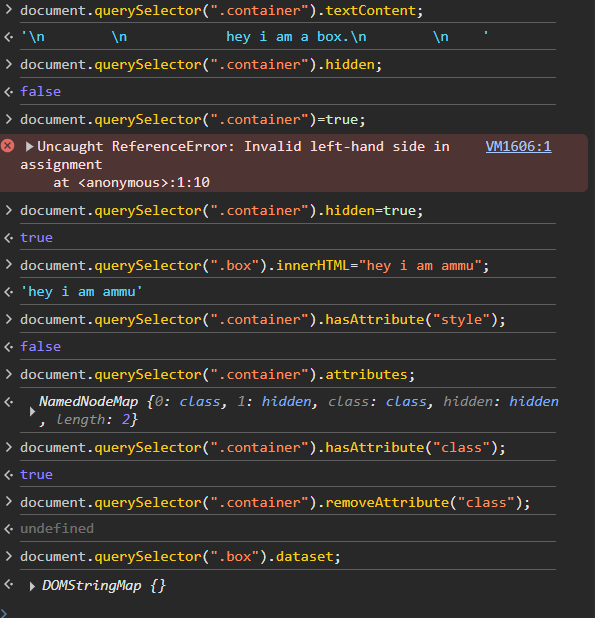 document.querySelector(".container").textContent;
'\n        \n            hey i am a box.\n        \n    '
document.querySelector(".container").hidden;
false
document.querySelector(".container")=true;
Uncaught ReferenceError: Invalid left-hand side in VM1606:1
assignment
at <anonymous>:1:10
document.querySelector(".container").hidden=true;
true
document.querySelector(".box").innerHTML="hey i am ammu";
'hey i am ammu'
document.querySelector(".container").hasAttribute("style");
false
document.querySelector(".container").attributes;
NamedNodeMap {0: class, 1: hidden, class: class, hidden: hidden
, length: 2}
document.querySelector(".container").hasAttribute("class");
true
document.querySelector(".container").removeAttribute("class");
undefined
document.querySelector(".box").dataset;
DOMStringMap {}